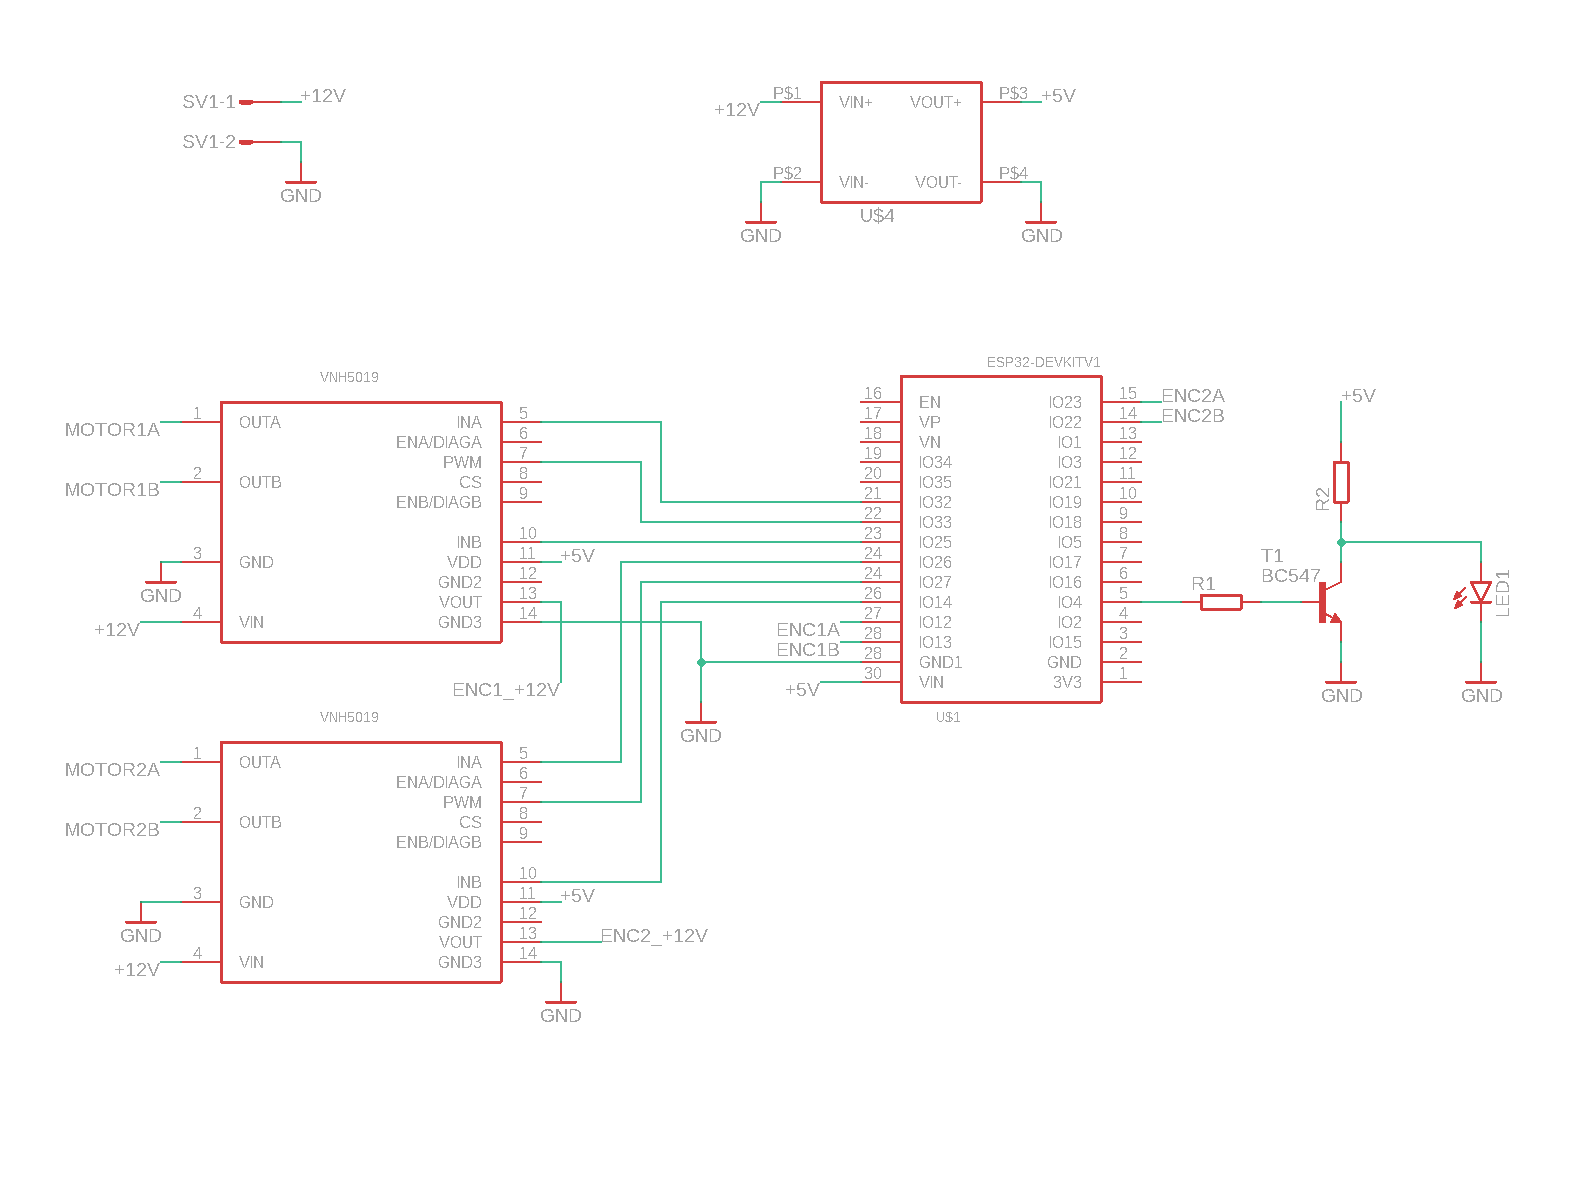 SV1-1
+12V
SV1-2
GND
P$1
VIN+
VOUT+
P$3
+5V
+12V
P$2
VIN-
VOUT-
P$4
U$4
GND
GND
VNH5019
MOTOR1A
1
OUTA
INA
5
ENA/DIAGA
6
PWM
7
MOTOR1B
2
OUTB
CS
8
ENB/DIAGB
9
INB
10
3
GND
VDD
11
+5V
GND
GND2
12
VOUT
13
+12V
4
VIN
GND3
14
ENC1_+12V
GND
VNH5019
MOTOR2A
1
OUTA
INA
5
ENA/DIAGA
6
PWM
7
MOTOR2B
2
OUTB
CS
8
ENB/DIAGB
9
INB
10
3
GND
VDD
11
+5V
GND
GND2
12
VOUT
13
ENC2_+12V
+12V
4
VIN
GND3
14
GND
ESP32-DEVKITV1
16
EN
IO23
15
ENC2A
17
VP
IO22
14
ENC2B
18
VN
IO1
13
19
IO34
IO3
12
20
IO35
IO21
11
21
IO32
IO19
10
22
IO33
IO18
9
23
IO25
IO5
8
24
IO26
IO17
7
24
IO27
IO16
6
26
IO14
IO4
5
ENC1A
27
IO12
IO2
4
ENC1B
28
IO13
IO15
3
28
GND1
GND
2
+5V
30
VIN
3V3
1
U$1
+5V
R2
T1
BC547
R1
LED1
GND
GND